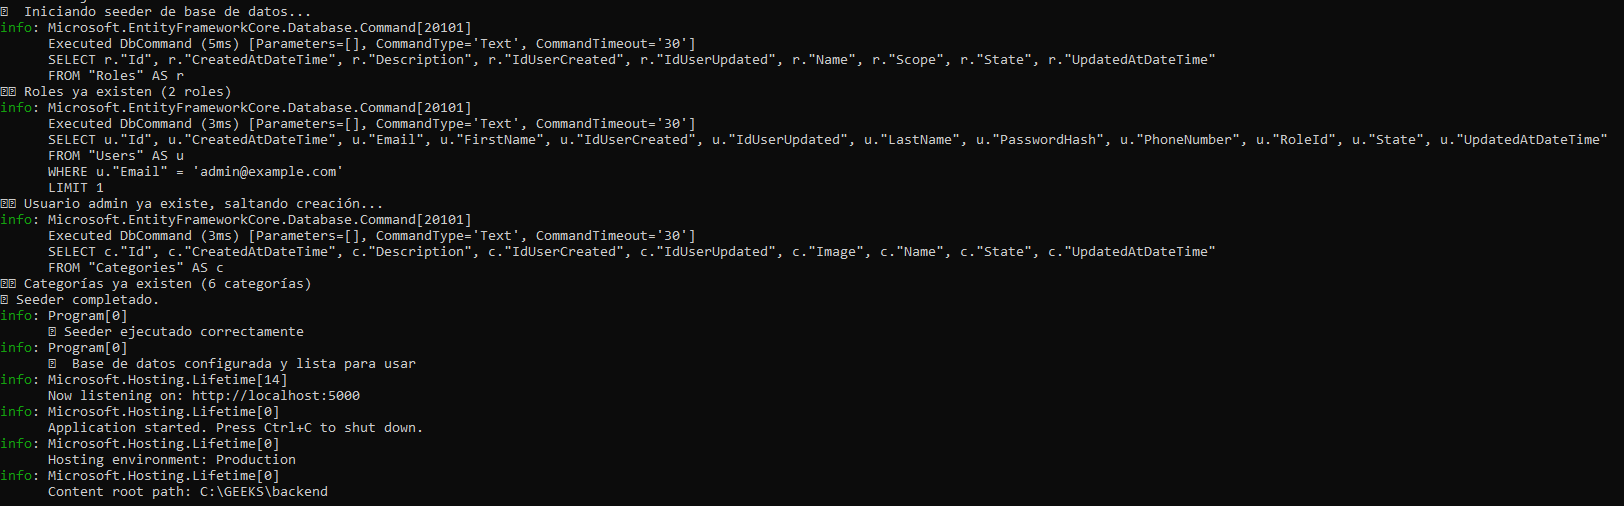 Iniciando seeder de base de datos...
info: Microsoft.EntityFrameworkCore.Database.Command[20101]
Executed DbCommand (5ms) [Parameters=[], CommandType='Text', CommandTimeout='30']
SELECT r."Id", r."CreatedAtDateTime", r."Description", r."IdUserCreated", r."IdUserUpdated", r."Name", r."Scope", r."State", r."UpdatedAtDateTime"
FROM "Roles" AS r
Roles ya existen (2 roles)
info: Microsoft.EntityFrameworkCore.Database.Command[20101]
Executed DbCommand (3ms) [Parameters=[], CommandType='Text', CommandTimeout='30']
SELECT u."Id", u."CreatedAtDateTime", u."Email", u."FirstName", u."IdUserCreated", u."IdUserUpdated", u."LastName", u."PasswordHash", u."PhoneNumber", u."RoleId", u."State", u."UpdatedAtDateTime"
FROM "Users" AS u
WHERE u."Email" = 'admin@example.com'
LIMIT 1
Usuario admin ya existe, saltando creación...
info: Microsoft.EntityFrameworkCore.Database.Command[20101]
Executed DbCommand (3ms) [Parameters=[], CommandType='Text', CommandTimeout='30']
SELECT c."Id", c."CreatedAtDateTime", c."Description", c."IdUserCreated", c."IdUserUpdated", c."Image", c."Name", c."State", c."UpdatedAtDateTime"
FROM "Categories" AS c
Categorías ya existen (6 categorías)
Seeder completado.
info: Program[0]
Seeder ejecutado correctamente
info: Program[0]
Base de datos configurada y lista para usar
info: Microsoft.Hosting.Lifetime[14]
Now listening on: http://localhost:5000
info: Microsoft.Hosting.Lifetime[0]
Application started. Press Ctrl+C to shut down.
info: Microsoft.Hosting.Lifetime[0]
Hosting environment: Production
info: Microsoft.Hosting.Lifetime[0]
Content root path: C:\GEEKS\backend